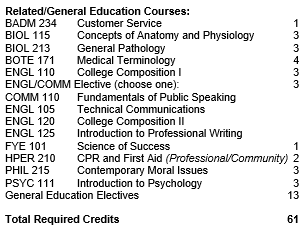 Related/General Education Courses:
BADM 234 Customer Service 1
BIOL 115 Concepts of Anatomy and Physiology 3
BIOL 213 General Pathology 3
BOTE 171 Medical Terminology 4
ENGL 110 College Composition I 3
ENGL/COMM Elective (choose one): 3
COMM 110 Fundamentals of Public Speaking
ENGL 105 Technical Communications
ENGL 120 College Composition II
ENGL 125 Introduction to Professional Writing
FYE 101 Science of Success 1
HPER 210 CPR and First Aid (Professional/Community) 2
PHIL 215 Contemporary Moral Issues 3
PSYC 111 Introduction to Psychology 3
General Education Electives 13
Total Required Credits 61